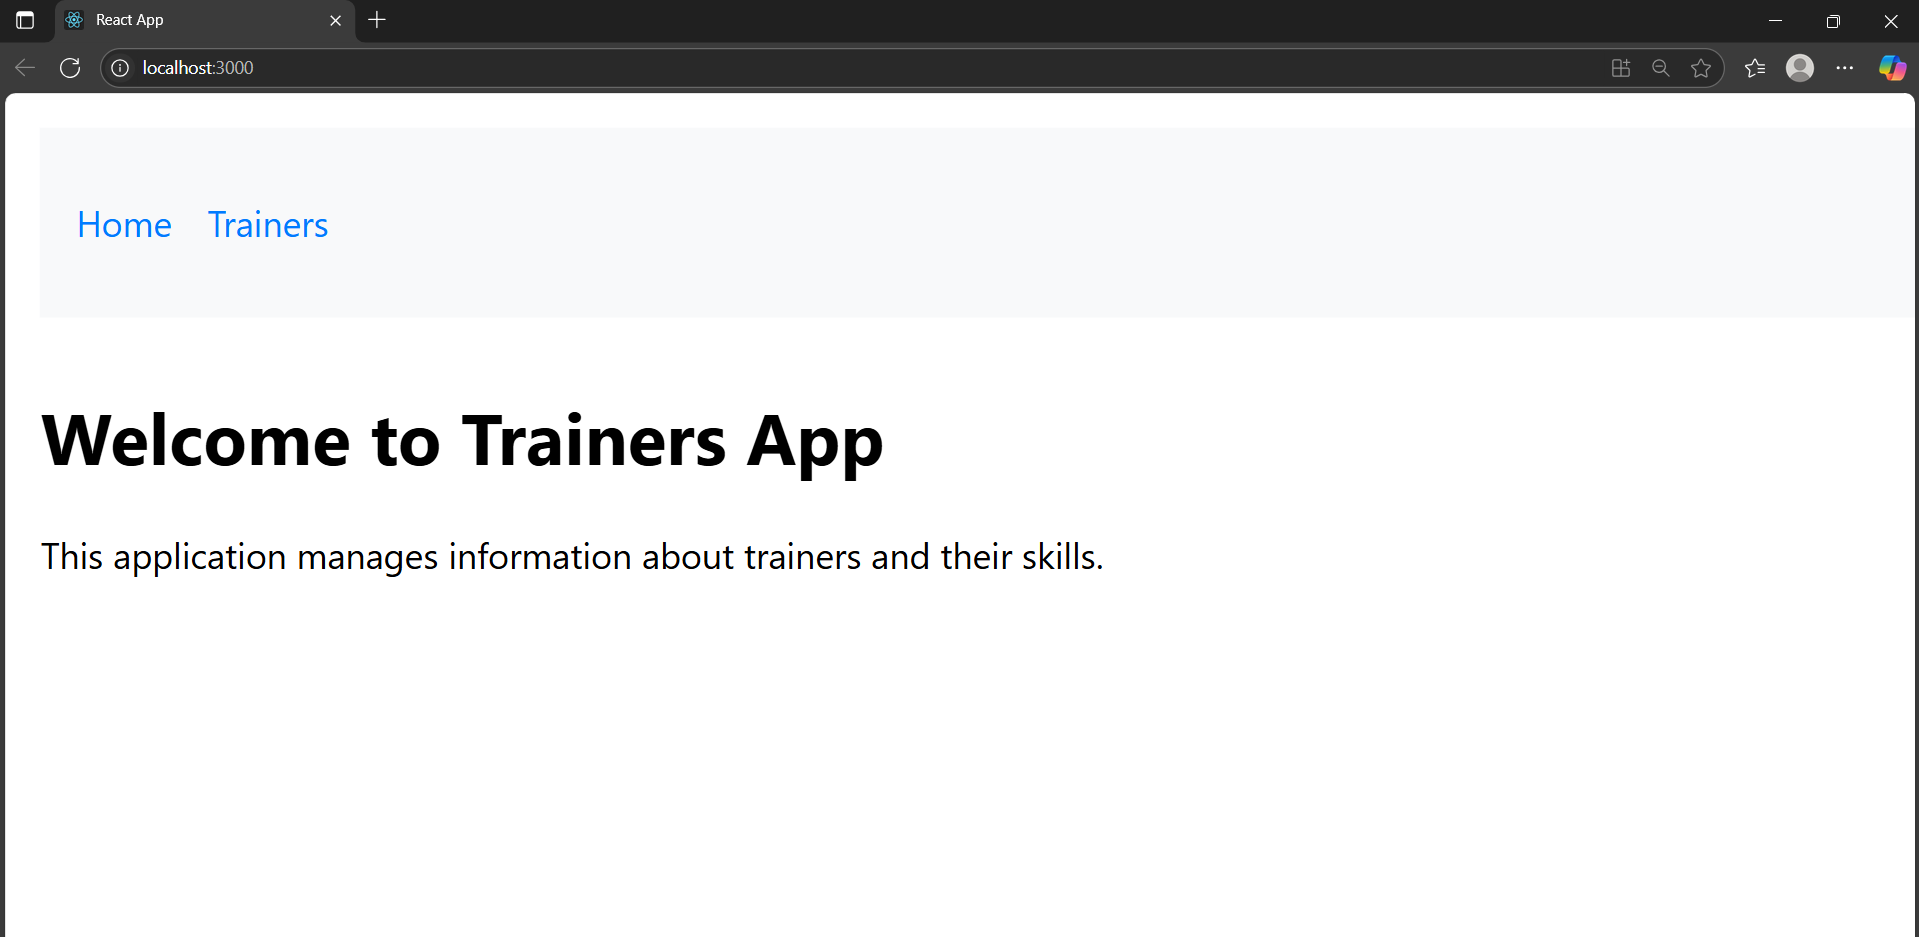 React App
localhost:3000
Home Trainers
Welcome to Trainers App
This application manages information about trainers and their skills.